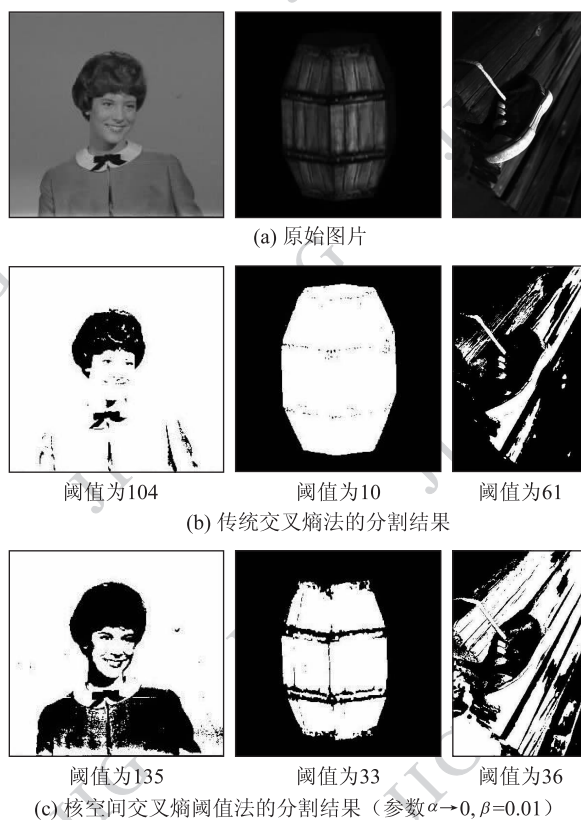 (a) 原始图片
阈值为104 阈值为10 阈值为61
(b) 传统交叉熵法的分割结果
阈值为135 阈值为33 阈值为36
(c) 核空间交叉熵阈值法的分割结果（参数α→0, β=0.01）